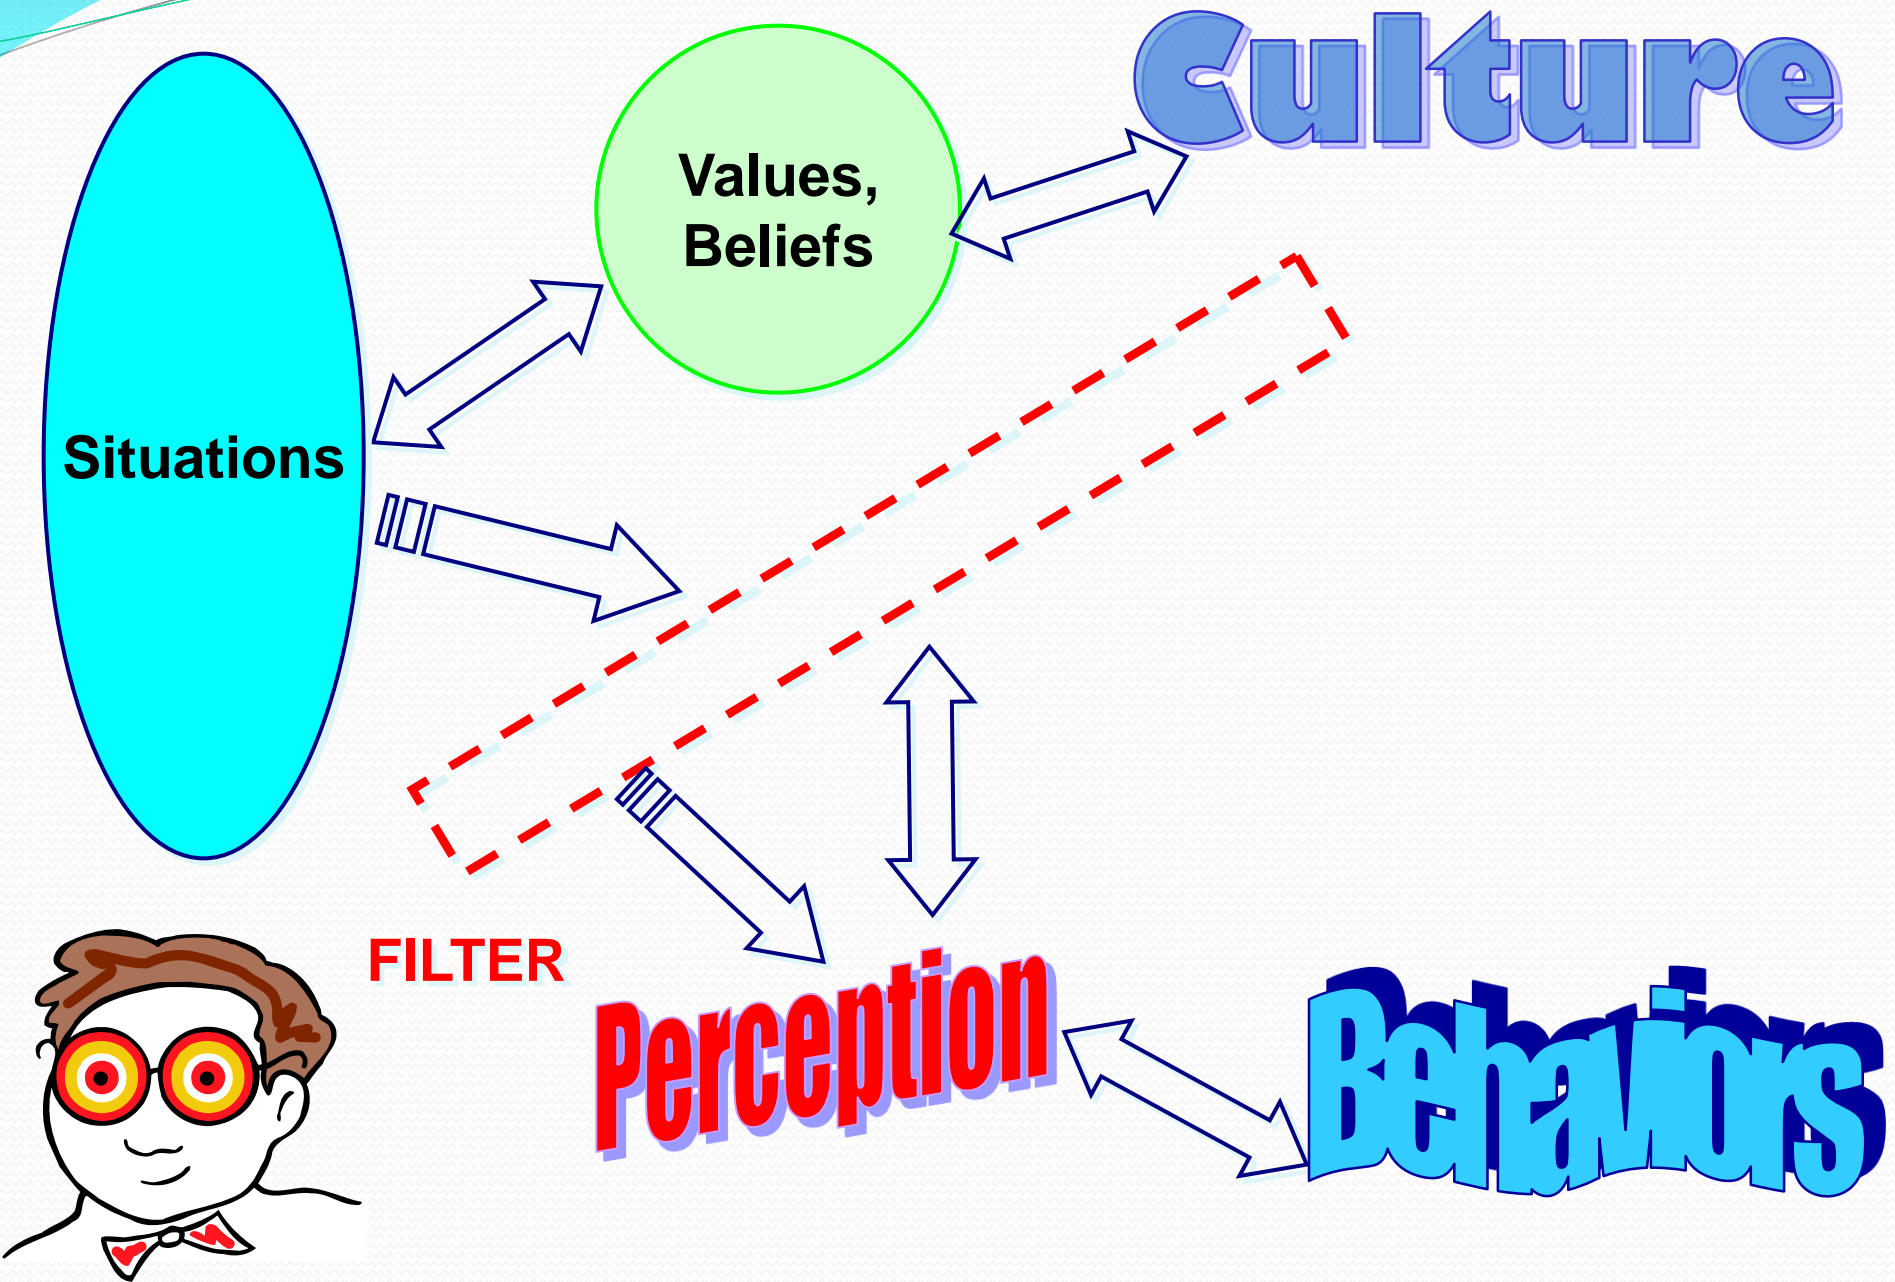 Culture
Values,
Beliefs
Situations
FILTER
Perception
Behaviors